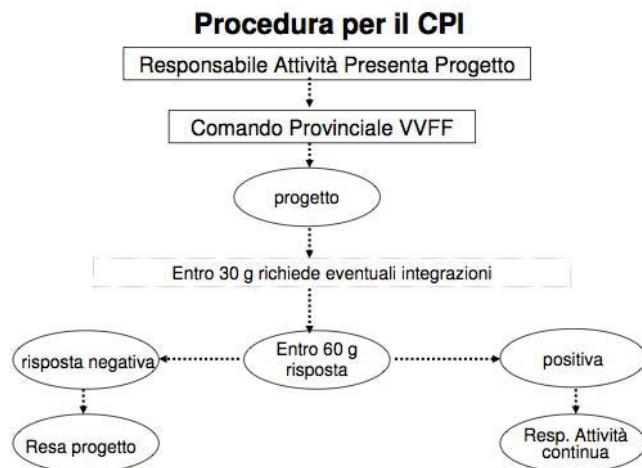 Procedura per il CPI
Responsabile Attività Presenta Progetto
Comando Provinciale VVFF
progetto
Entro 30 g richiede eventuali integrazioni
risposta negativa
Entro 60 g
risposta
positiva
Resa progetto
Resp. Attività
continua